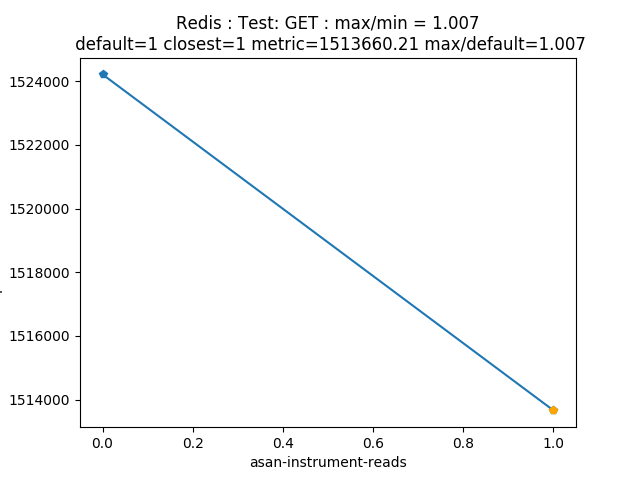 Redis : Test: GET : max/min = 1.007
default=1 closest=1 metric=1513660.21 max/default=1.007
1524000
1522000
1520000
1518000
1516000
1514000
0.0 0.2 0.4 0.6 0.8 1.0
asan-instrument-reads